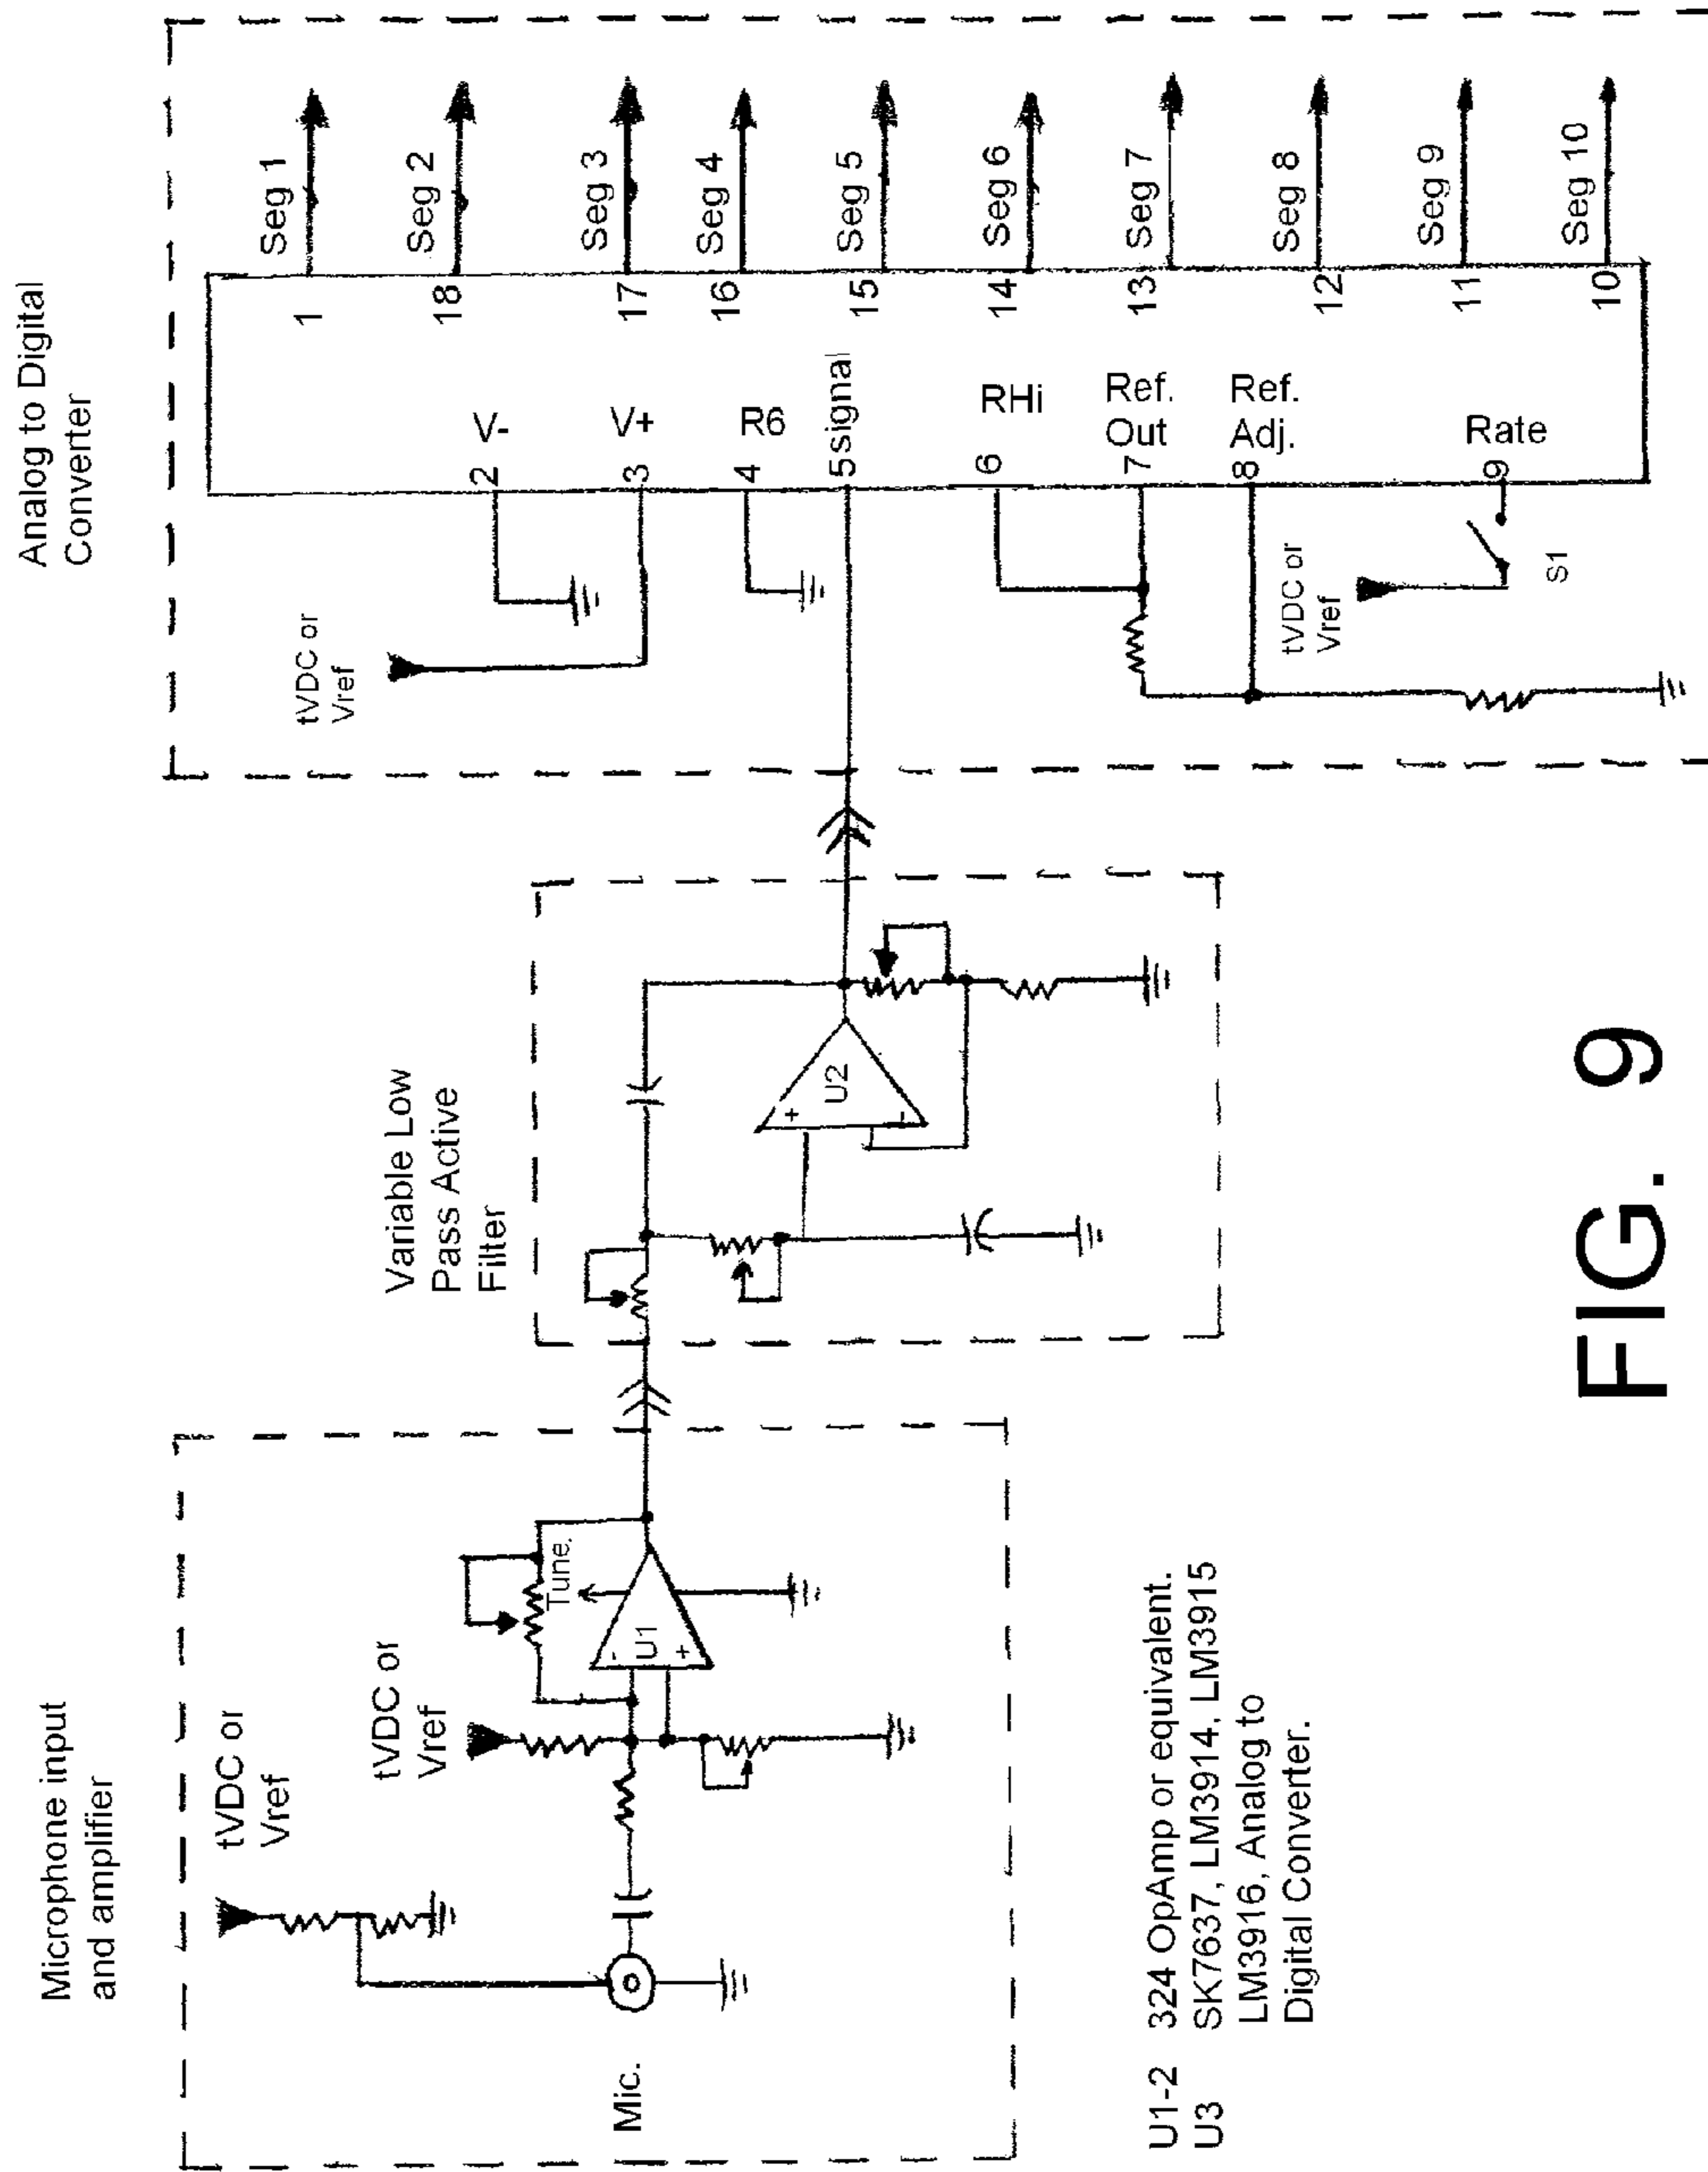 Microphone input
and amplifier
tVDC or
Vref
tVDC or
Vref
Tune.
-
U1
+
Mic.
Variable Low
Pass Active
Filter
+
U2
-
Analog to Digital
Converter
tVDC or
Vref
2 V-
3 V+
4 R6
5signal
6 RHi
7 Ref.
Out
8 Ref.
Adj.
9 Rate
tVDC or
Vref
S1
1 Seg 1
18 Seg 2
17 Seg 3
16 Seg 4
15 Seg 5
14 Seg 6
13 Seg 7
12 Seg 8
11 Seg 9
10 Seg 10
U1-2 324 OpAmp or equivalent.
U3 SK7637, LM3914, LM3915
LM3916, Analog to
Digital Converter.
FIG. 9